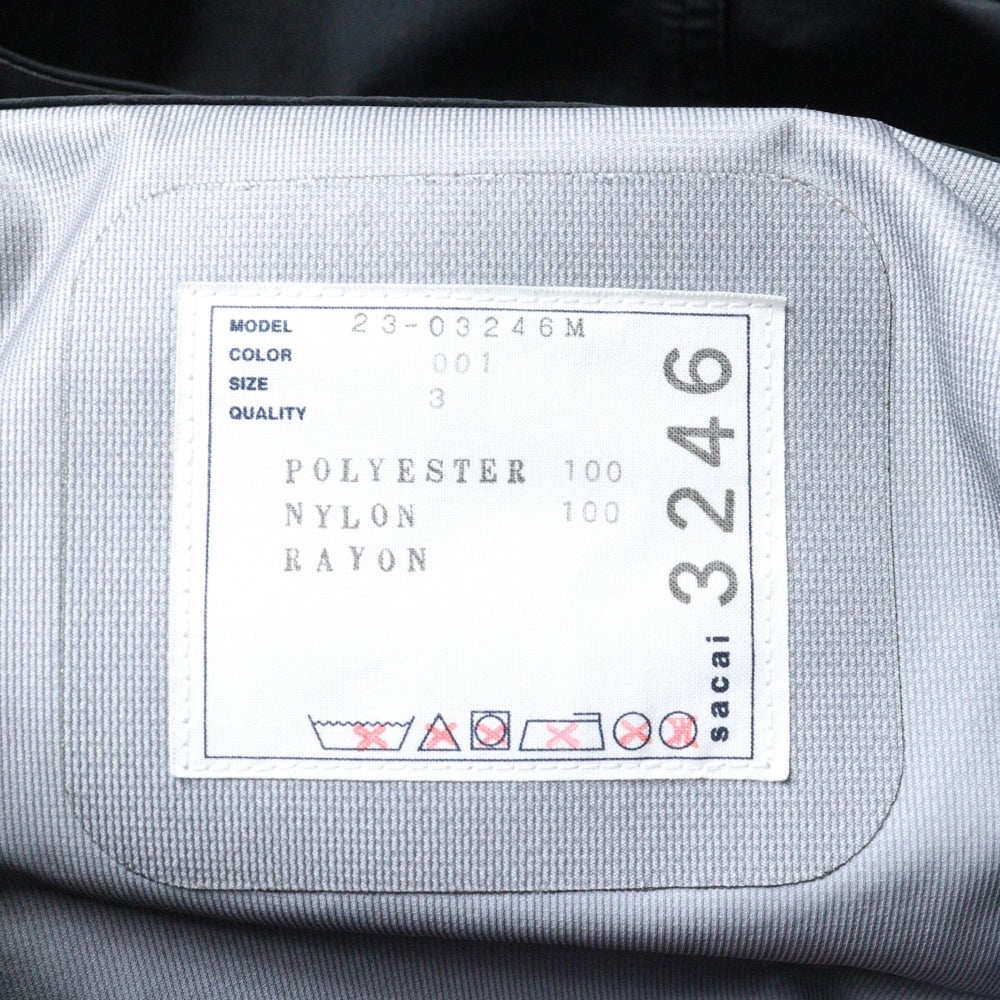 MODEL 23-03246M
COLOR 001
SIZE 3
QUALITY
POLYESTER 100
NYLON 100
RAYON
sacai 3246